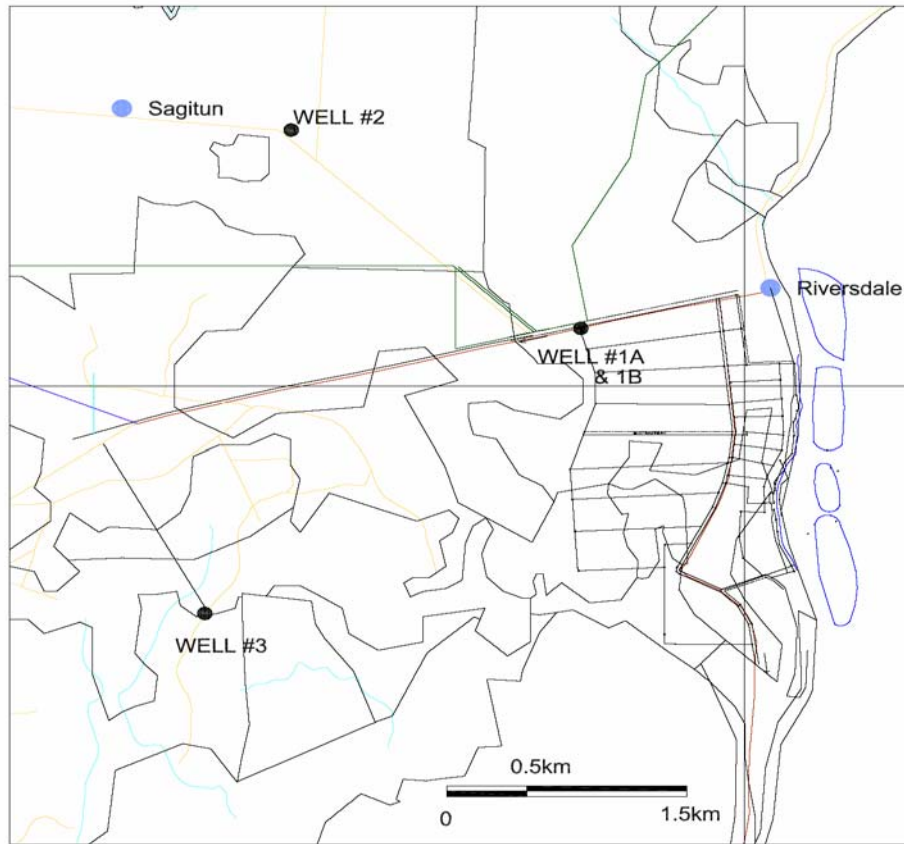 Sagitun
WELL #2
Riversdale
WELL #1A
& 1B
WELL #3
0.5km
0
1.5km